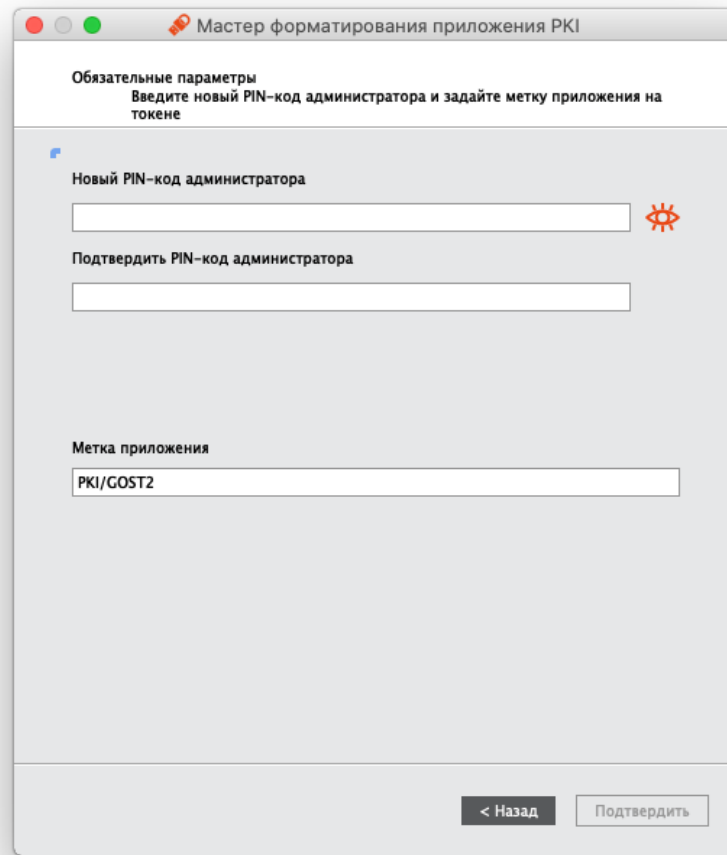 Мастер форматирования приложения PKI
Обязательные параметры
Введите новый PIN-код администратора и задайте метку приложения на
токене
Новый PIN-код администратора
Подтвердить PIN-код администратора
Метка приложения
PKI/GOST2
< Назад
Подтвердить